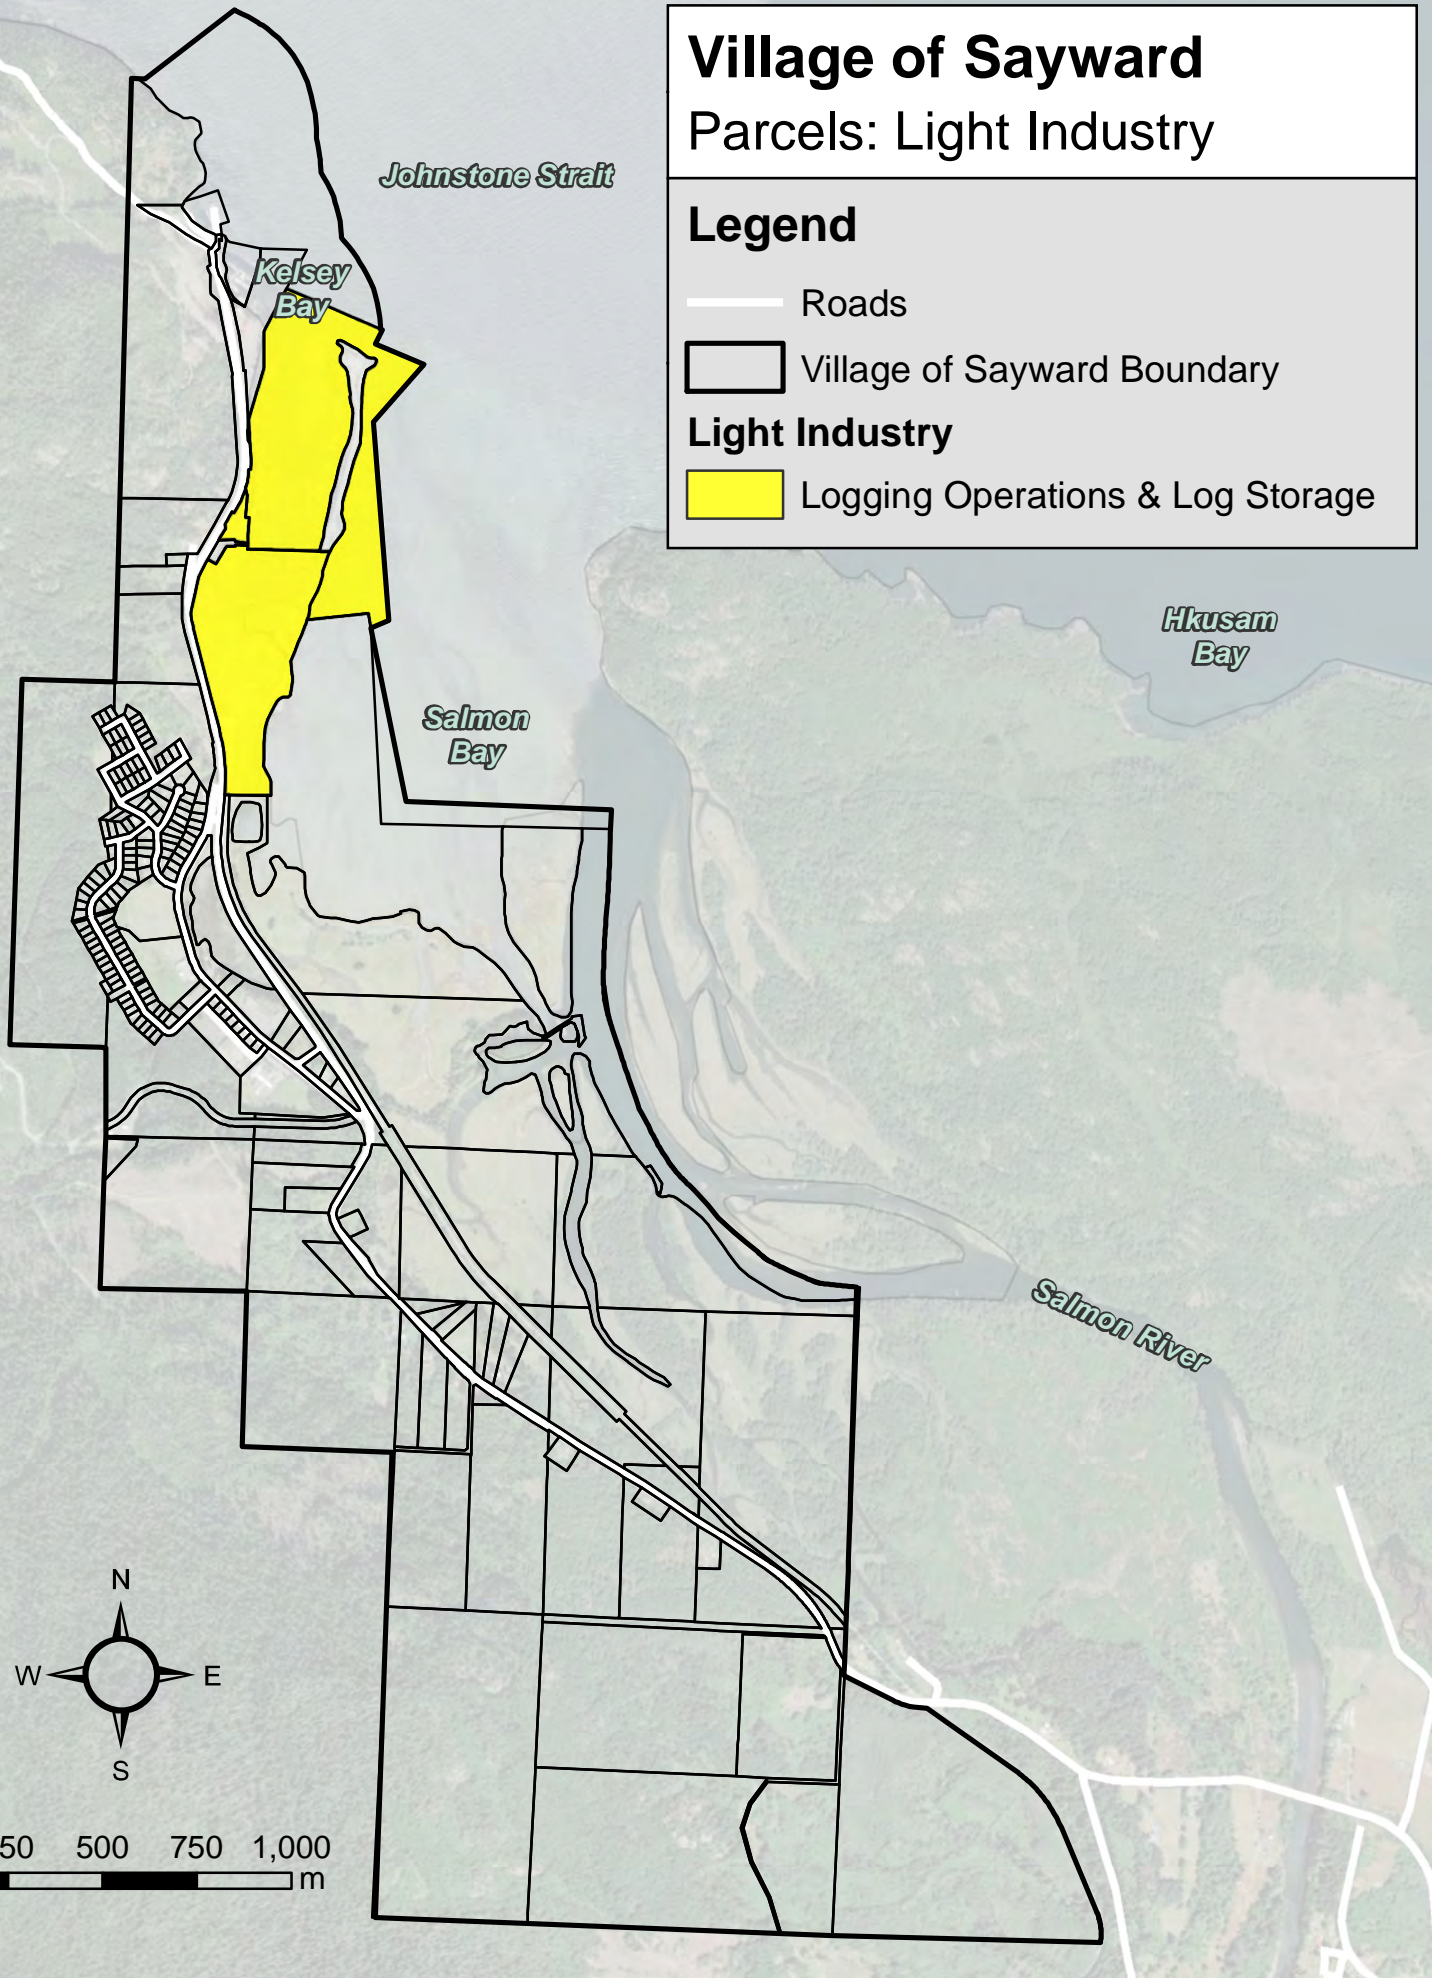 Village of Sayward
Parcels: Light Industry
Johnstone Strait
Legend
Kelsey
Bay
Roads
Village of Sayward Boundary
Light Industry
Logging Operations & Log Storage
Hkusam
Bay
Salmon
Bay
Salmon River
N
W E
S
50 500 750 1,000
m